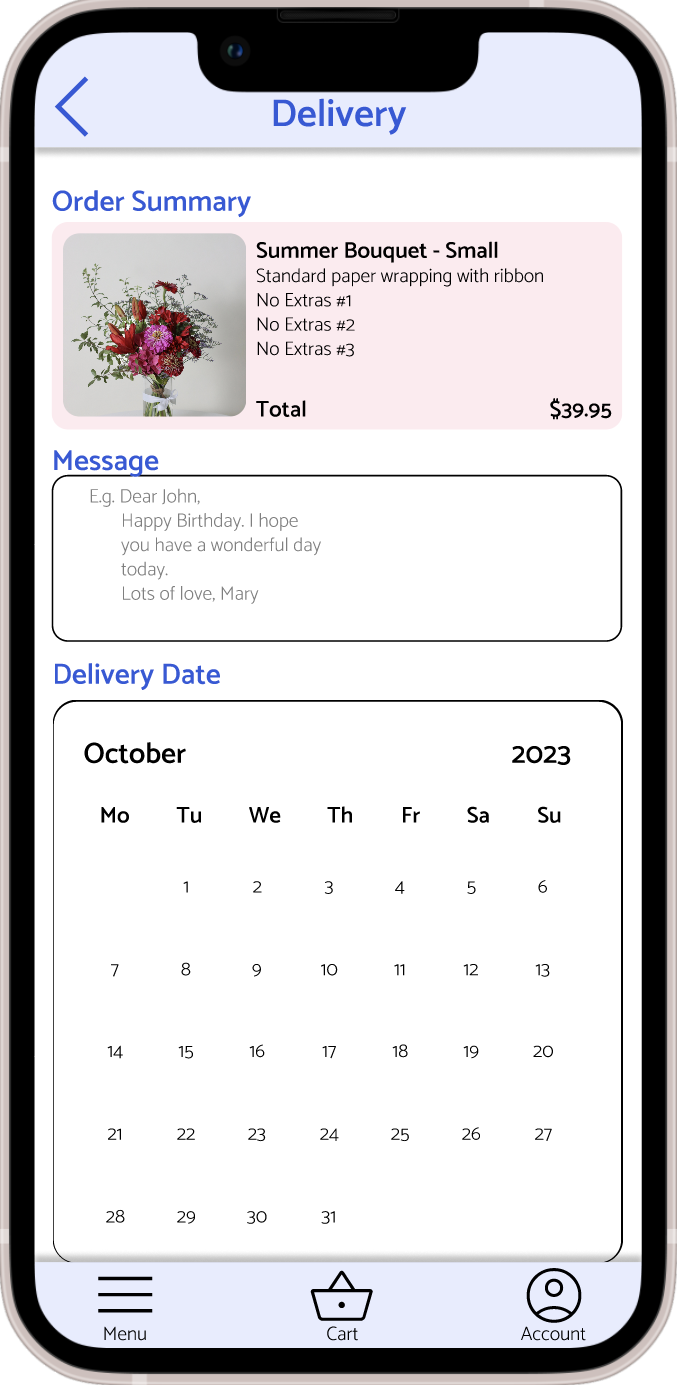 Delivery
Order Summary
Summer Bouquet - Small
Standard paper wrapping with ribbon
No Extras #1
No Extras #2
No Extras #3
Total $39.95
Message
E.g. Dear John,
Happy Birthday. I hope
you have a wonderful day
today.
Lots of love, Mary
Delivery Date
October 2023
Mo Tu We Th Fr Sa Su
1 2 3 4 5 6
7 8 9 10 11 12 13
14 15 16 17 18 19 20
21 22 23 24 25 26 27
28 29 30 31
Menu Cart Account